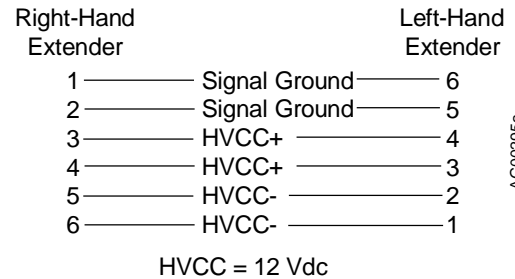 Right-Hand Left-Hand
Extender Extender
1 Signal Ground 6
2 Signal Ground 5
3 HVCC+ 4
4 HVCC+ 3
5 HVCC- 2
6 HVCC- 1
HVCC = 12 Vdc